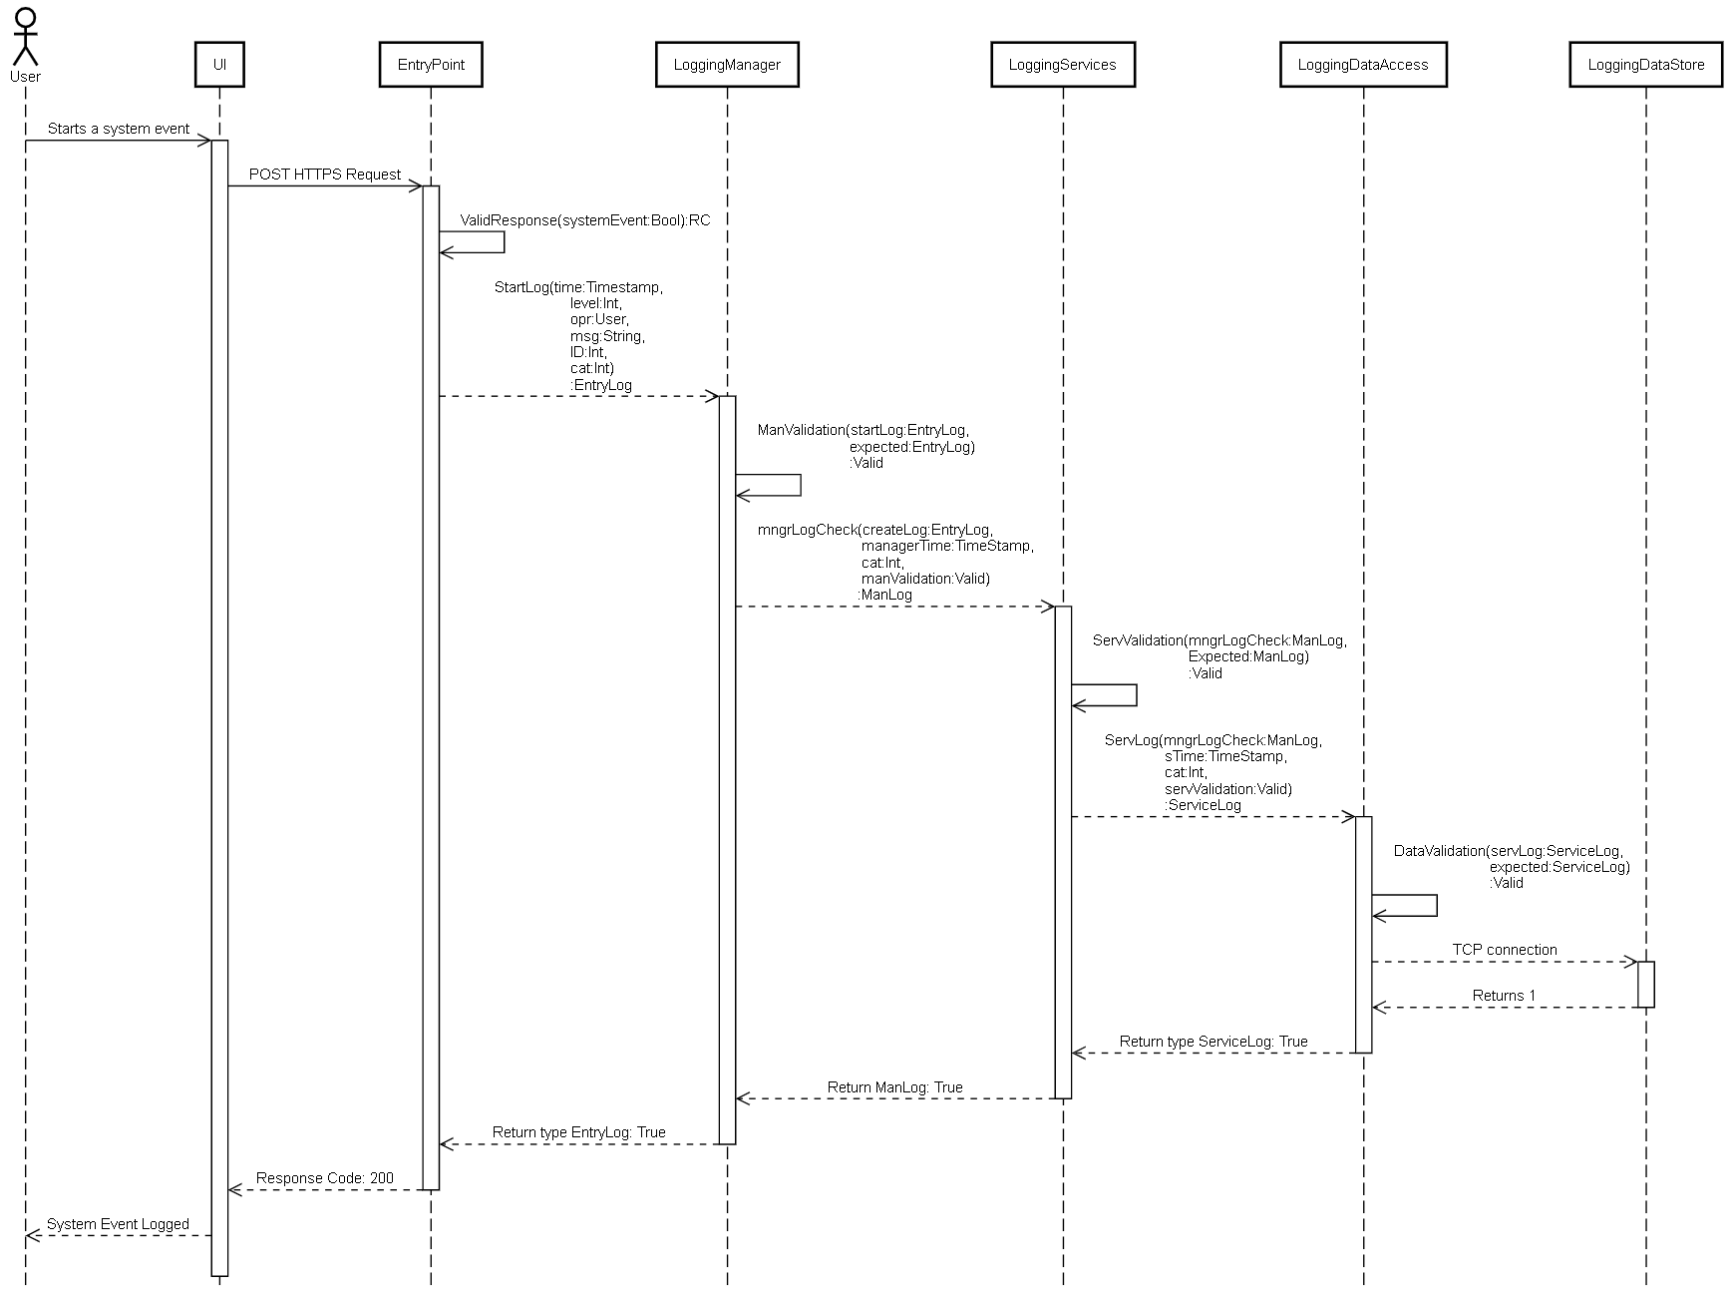 User
UI
EntryPoint
LoggingManager
LoggingServices
LoggingDataAccess
LoggingDataStore
Starts a system event
POST HTTPS Request
ValidResponse(systemEvent:Bool):RC
StartLog(time:Timestamp,
level:Int,
opr:User,
msg:String,
ID:Int,
cat:Int)
:EntryLog
ManValidation(startLog:EntryLog,
expected:EntryLog)
:Valid
mngrLogCheck(createLog:EntryLog,
managerTime:TimeStamp,
cat:Int,
manValidation:Valid)
:ManLog
ServValidation(mngrLogCheck:ManLog,
Expected:ManLog)
:Valid
ServLog(mngrLogCheck:ManLog,
sTime:TimeStamp,
cat:Int,
servValidation:Valid)
:ServiceLog
DataValidation(servLog:ServiceLog,
expected:ServiceLog)
:Valid
TCP connection
Returns 1
Return type ServiceLog: True
Return ManLog: True
Return type EntryLog: True
Response Code: 200
System Event Logged